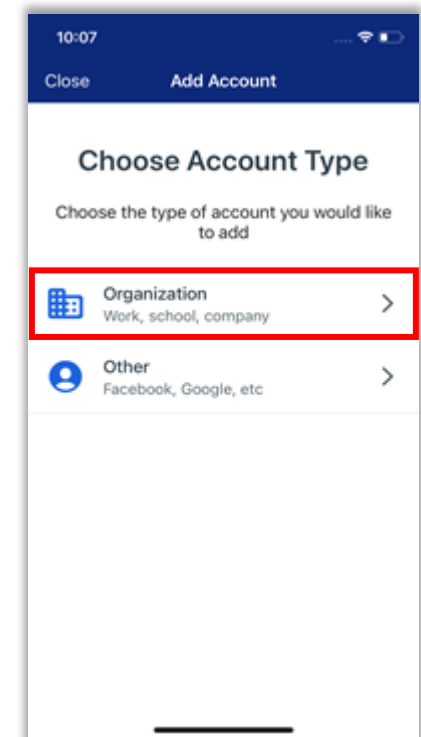 10:07
Close Add Account
Choose Account Type
Choose the type of account you would like
to add
Organization
Work, school, company
Other
Facebook, Google, etc